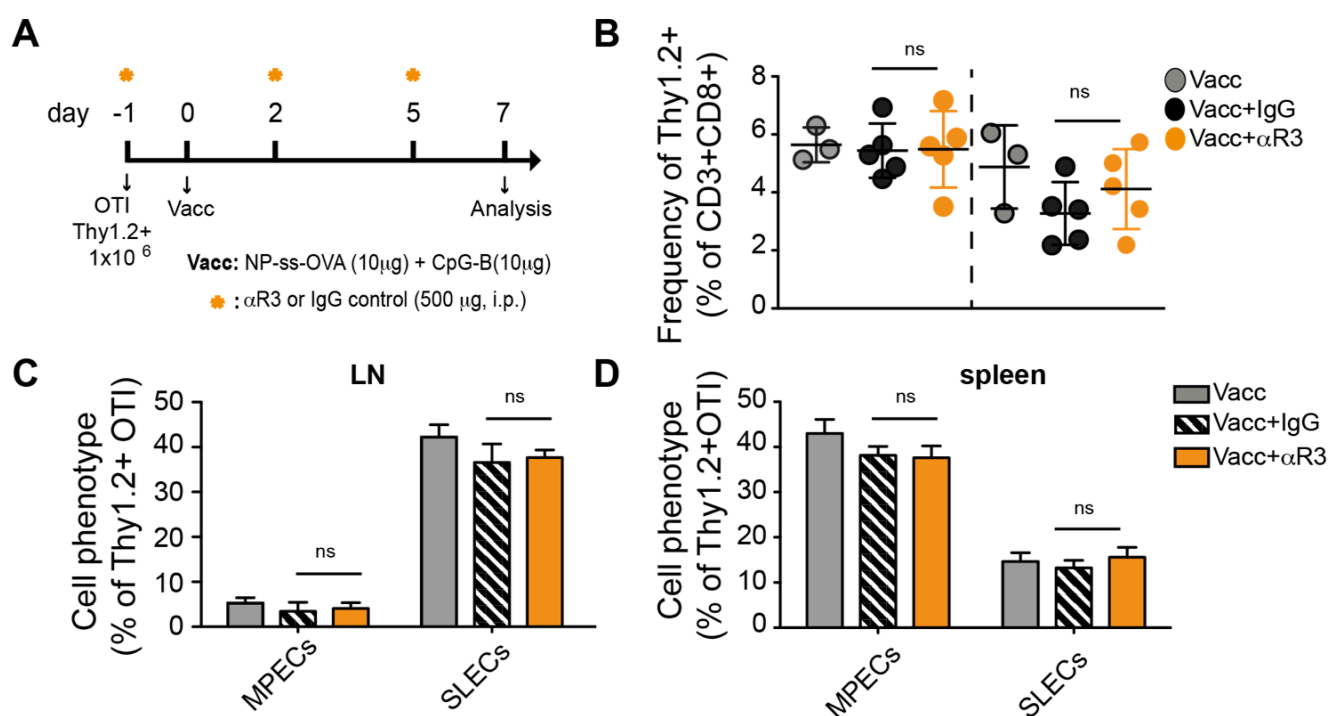 A
day -1 0 2 5 7
OTI
Thy1.2+
1x10 6
Vacc
Analysis
Vacc: NP-ss-OVA (10µg) + CpG-B(10µg)
: αR3 or IgG control (500 µg, i.p.)
B
Frequency of Thy1.2+
(% of CD3+CD8+)
8
6
4
2
0
ns
ns
Vacc
Vacc+IgG
Vacc+αR3
C
LN
Cell phenotype
(% of Thy1.2+ OTI)
50
40
30
20
10
0
ns
ns
MPECs
SLECs
D
spleen
Cell phenotype
(% of Thy1.2+OTI)
50
40
30
20
10
0
ns
ns
MPECs
SLECs
Vacc
Vacc+IgG
Vacc+αR3